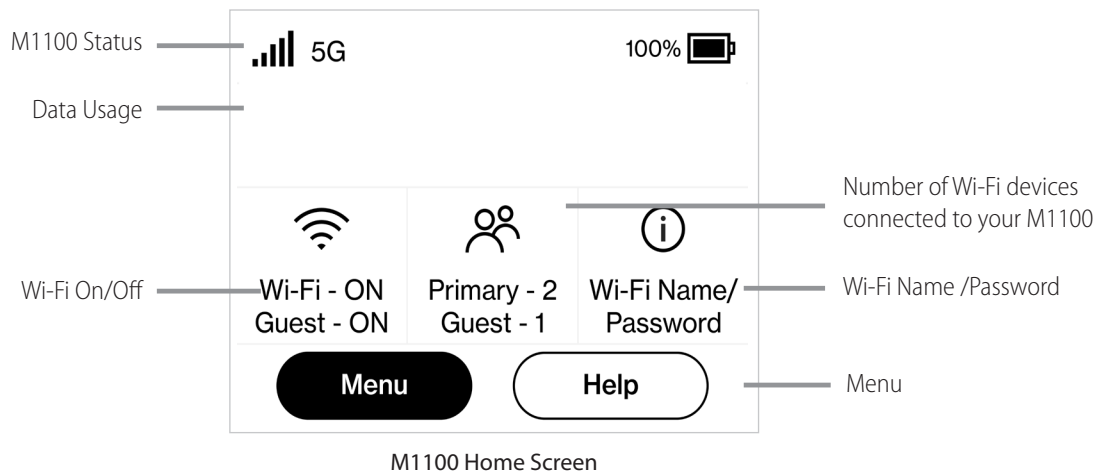 M1100 Status
5G
100%
Data Usage
Number of Wi-Fi devices
connected to your M1100
Wi-Fi On/Off
Wi-Fi - ON
Guest - ON
Primary - 2
Guest - 1
Wi-Fi Name/
Password
Wi-Fi Name /Password
Menu
Help
Menu
M1100 Home Screen